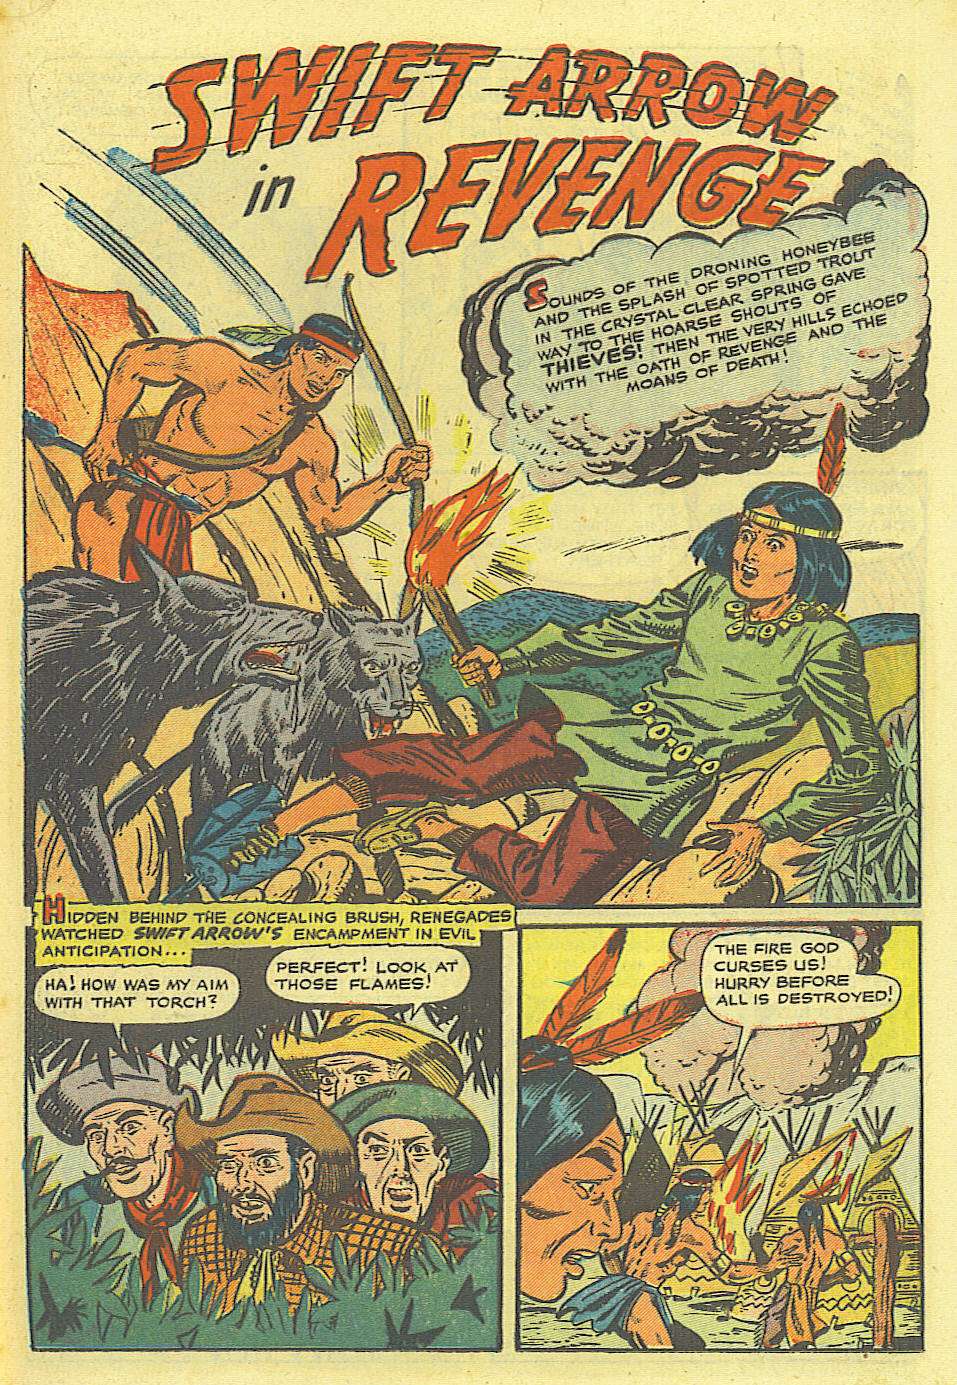 SWIFT ARROW
in REVENGE
SOUNDS OF THE DRONING HONEYBEE
AND THE SPLASH OF SPOTTED TROUT
IN THE CRYSTAL CLEAR SPRING GAVE
WAY TO THE HOARSE SHOUTS OF
THIEVES! THEN THE VERY HILLS ECHOED
WITH THE OATH OF REVENGE AND THE
MOANS OF DEATH!
HIDDEN BEHIND THE CONCEALING BRUSH, RENEGADES
WATCHED SWIFT ARROW'S ENCAMPMENT IN EVIL
ANTICIPATION...
HA! HOW WAS MY AIM
WITH THAT TORCH?
PERFECT! LOOK AT
THOSE FLAMES!
THE FIRE GOD
CURSES US!
HURRY BEFORE
ALL IS DESTROYED!